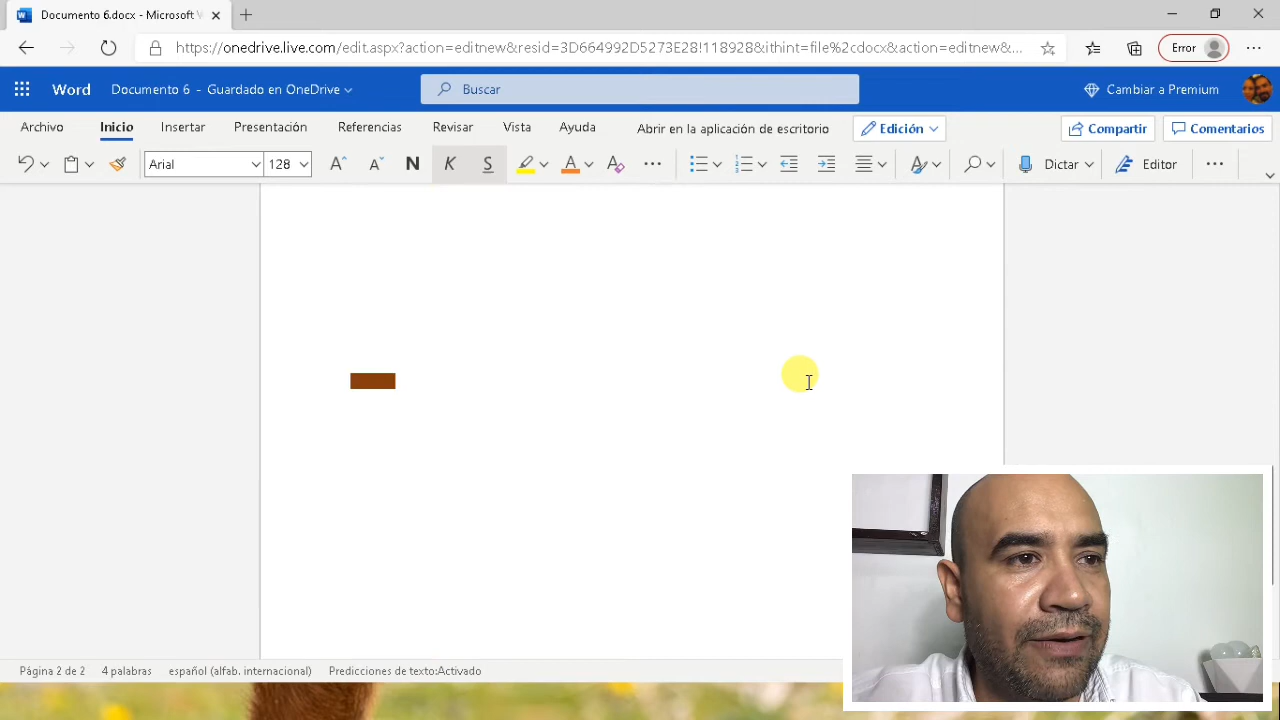 Documento 6.docx - Microsoft
https://onedrive.live.com/edit.aspx?action=editnew&resid=3D664992D5273E28!118928&ithint=file%2cdocx&action=editnew&...
Error
Word
Documento 6 - Guardado en OneDrive
Buscar
Cambiar a Premium
Archivo
Inicio
Insertar
Presentación
Referencias
Revisar
Vista
Ayuda
Abrir en la aplicación de escritorio
Edición
Compartir
Comentarios
Arial
128
N
K
S
Dictar
Editor
Página 2 de 2
4 palabras
español (alfab. internacional)
Predicciones de texto:Activado